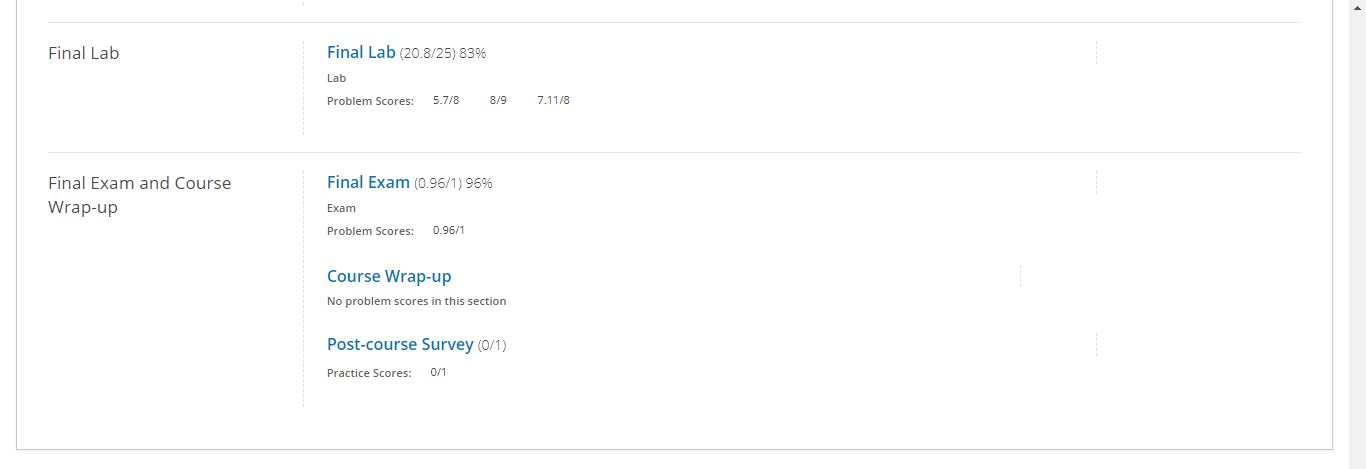 Final Lab
Final Lab (20.8/25) 83%
Lab
Problem Scores: 5.7/8 8/9 7.11/8
Final Exam and Course
Wrap-up
Final Exam (0.96/1) 96%
Exam
Problem Scores: 0.96/1
Course Wrap-up
No problem scores in this section
Post-course Survey (0/1)
Practice Scores: 0/1